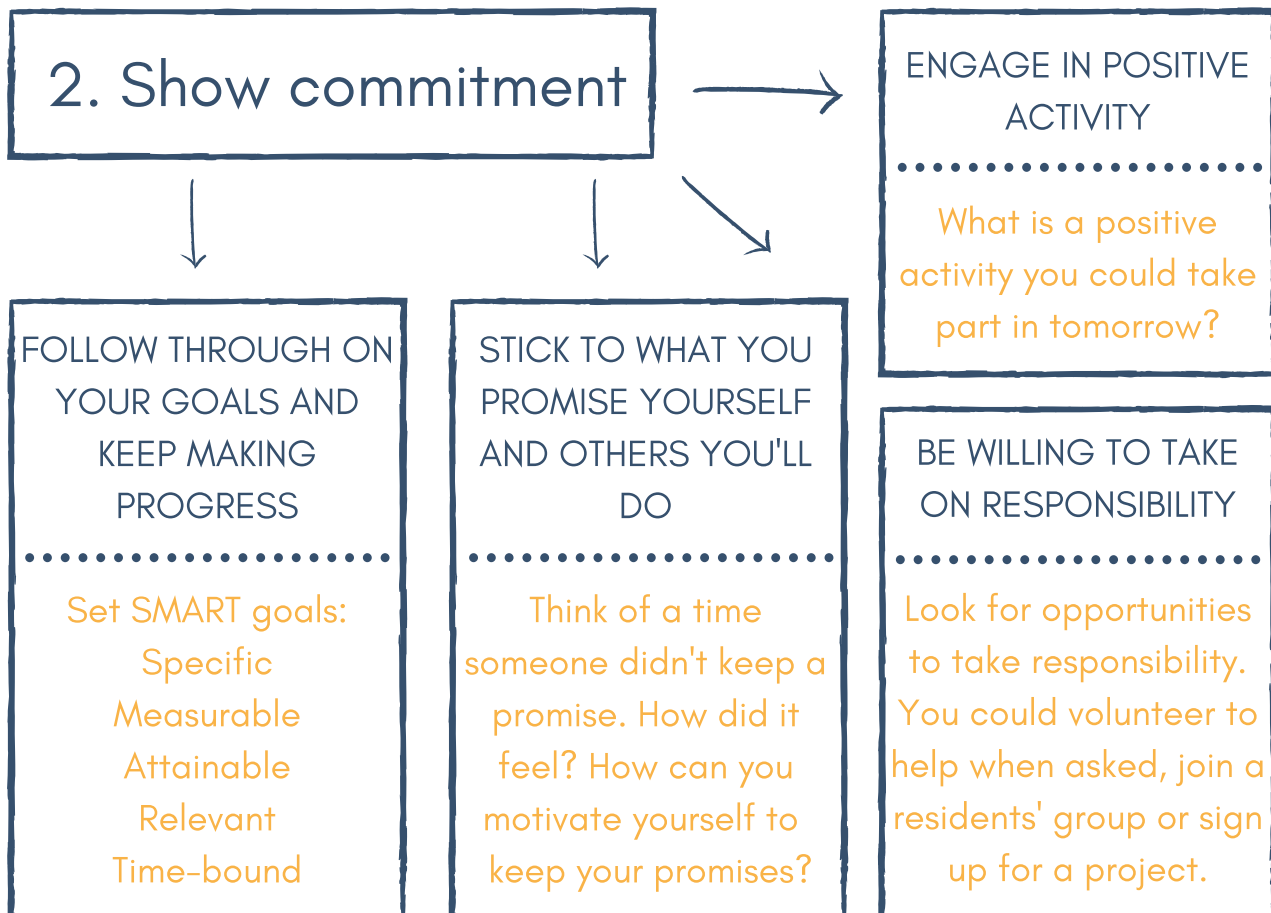 2. Show commitment
ENGAGE IN POSITIVE
ACTIVITY
What is a positive
activity you could take
part in tomorrow?
FOLLOW THROUGH ON
YOUR GOALS AND
KEEP MAKING
PROGRESS
Set SMART goals:
Specific
Measurable
Attainable
Relevant
Time-bound
STICK TO WHAT YOU
PROMISE YOURSELF
AND OTHERS YOU'LL
DO
Think of a time
someone didn't keep a
promise. How did it
feel? How can you
motivate yourself to
keep your promises?
BE WILLING TO TAKE
ON RESPONSIBILITY
Look for opportunities
to take responsibility.
You could volunteer to
help when asked, join a
residents' group or sign
up for a project.